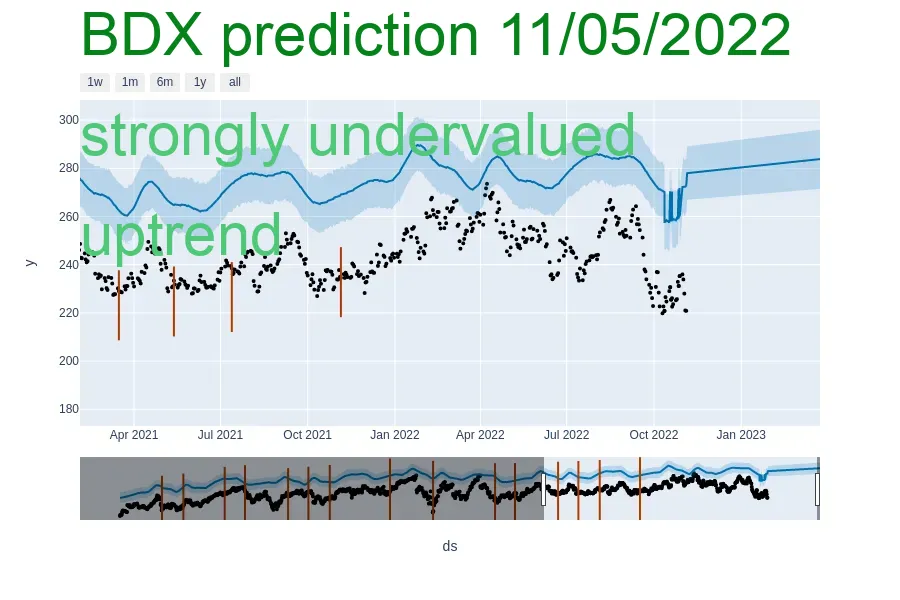 BDX prediction 11/05/2022
1w 1m 6m 1y all
300
strongly undervalued
280
260
uptrend
240
y
220
200
180
Apr 2021 Jul 2021 Oct 2021 Jan 2022 Apr 2022 Jul 2022 Oct 2022 Jan 2023
ds